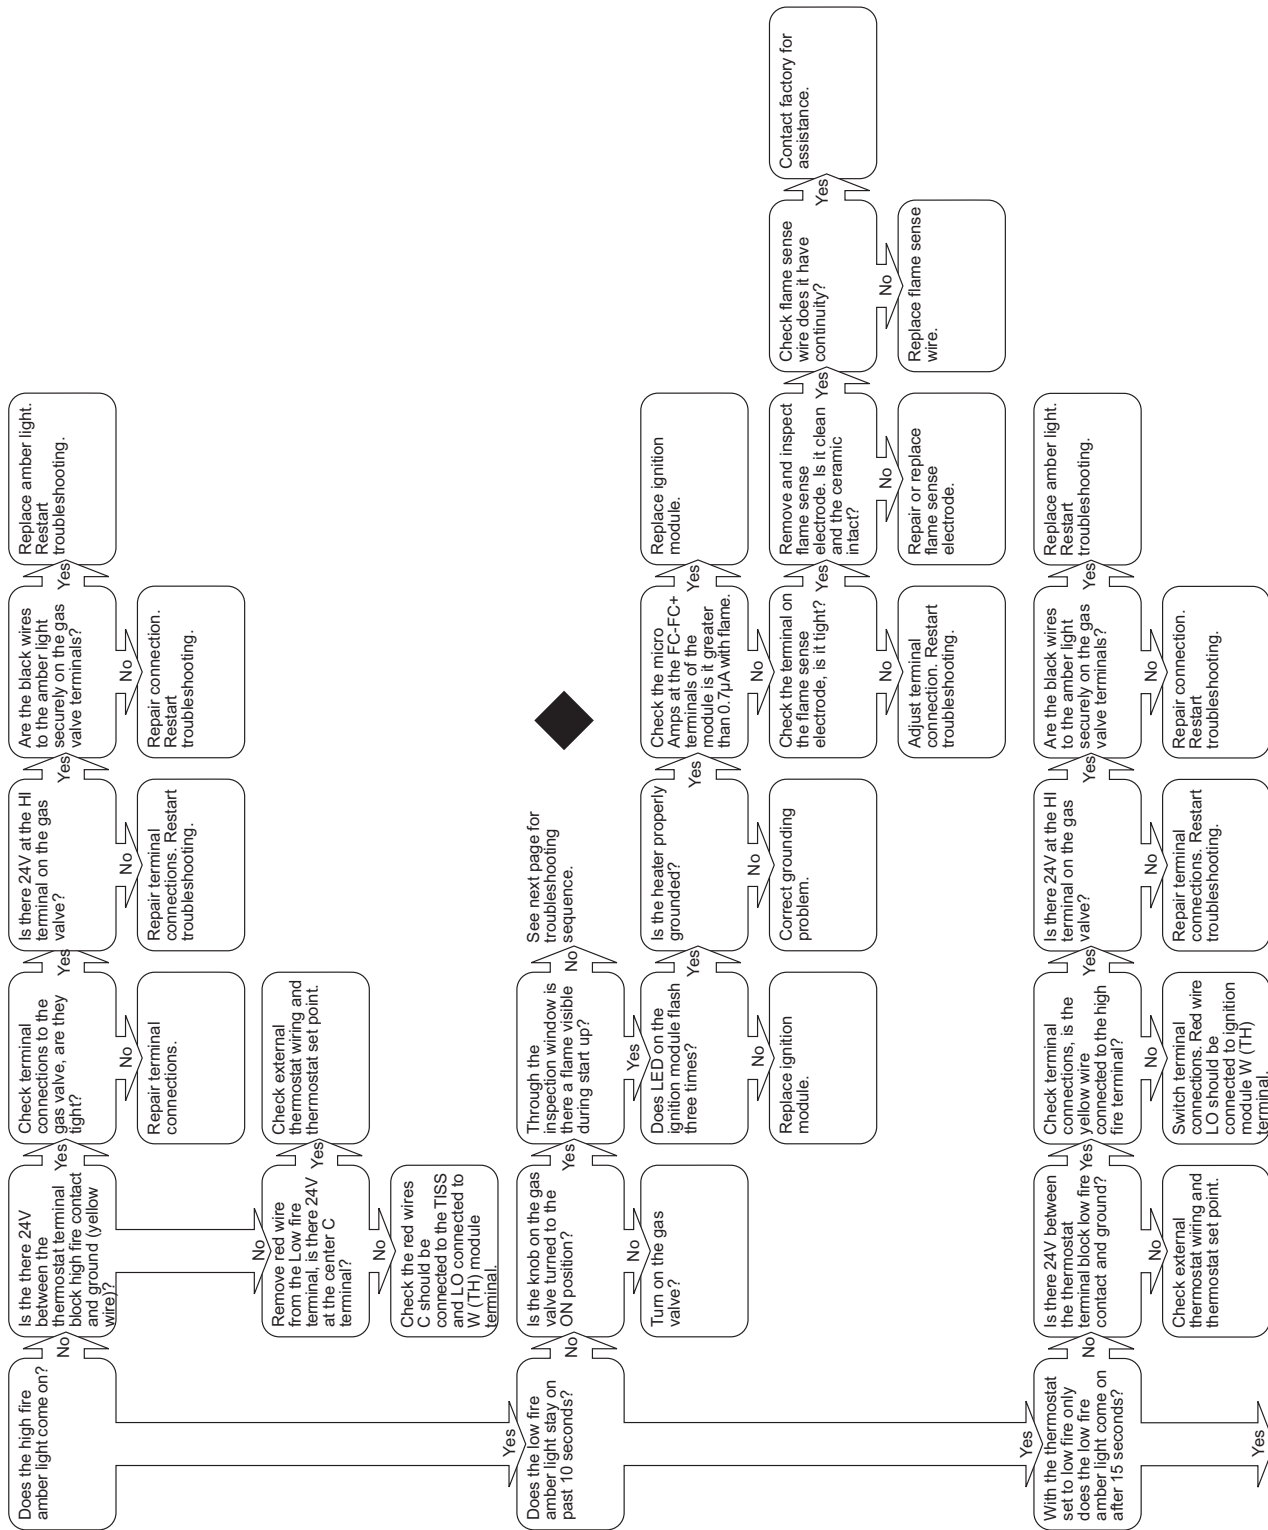 Does the high fire
amber light come on?
No
Is there 24V
between the
thermostat terminal
block high fire contact
and ground (yellow
wire)?
Yes
Check terminal
connections to the
gas valve, are they
tight?
Yes
Is there 24V at the HI
terminal on the gas
valve?
Yes
Are the black wires
to the amber light
securely on the gas
valve terminals?
Yes
Replace amber light.
Restart
troubleshooting.
No
Repair terminal
connections.
No
Repair terminal
connections. Restart
troubleshooting.
No
Repair connection.
Restart
troubleshooting.
No
Remove red wire
from the Low fire
terminal, is there 24V
at the center C
terminal?
Yes
Check external
thermostat wiring and
thermostat set point.
No
Check the red wires
C should be
connected to the TISS
and LO connected to
W (TH) module
terminal.
Yes
Does the low fire
amber light stay on
past 10 seconds?
No
Is the knob on the gas
valve turned to the
ON position?
Yes
Through the
inspection window is
there a flame visible
during start up?
No
See next page for
troubleshooting
sequence.
No
Turn on the gas
valve?
Yes
Does LED on the
ignition module flash
three times?
Yes
Is the heater properly
grounded?
Yes
Check the micro
Amps at the FC-FC+
terminals of the
module is it greater
than 0.7µA with flame.
Yes
Replace ignition
module.
No
Replace ignition
module.
No
Correct grounding
problem.
No
Check the terminal on
the flame sense
electrode, is it tight?
Yes
Remove and inspect
flame sense
electrode. Is it clean
and the ceramic
intact?
Yes
Check flame sense
wire does it have
continuity?
Yes
Contact factory for
assistance.
No
Adjust terminal
connection. Restart
troubleshooting.
No
Repair or replace
flame sense
electrode.
No
Replace flame sense
wire.
Yes
With the thermostat
set to low fire only
does the low fire
amber light come on
after 15 seconds?
No
Is there 24V between
the thermostat
terminal block low fire
contact and ground?
Yes
Check terminal
connections, is the
yellow wire
connected to the high
fire terminal?
Yes
Is there 24V at the HI
terminal on the gas
valve?
Yes
Are the black wires
to the amber light
securely on the gas
valve terminals?
Yes
Replace amber light.
Restart
troubleshooting.
No
Check external
thermostat wiring and
thermostat set point.
No
Switch terminal
connections. Red wire
LO should be
connected to ignition
module W (TH)
terminal.
No
Repair terminal
connections. Restart
troubleshooting.
No
Repair connection.
Restart
troubleshooting.
Yes